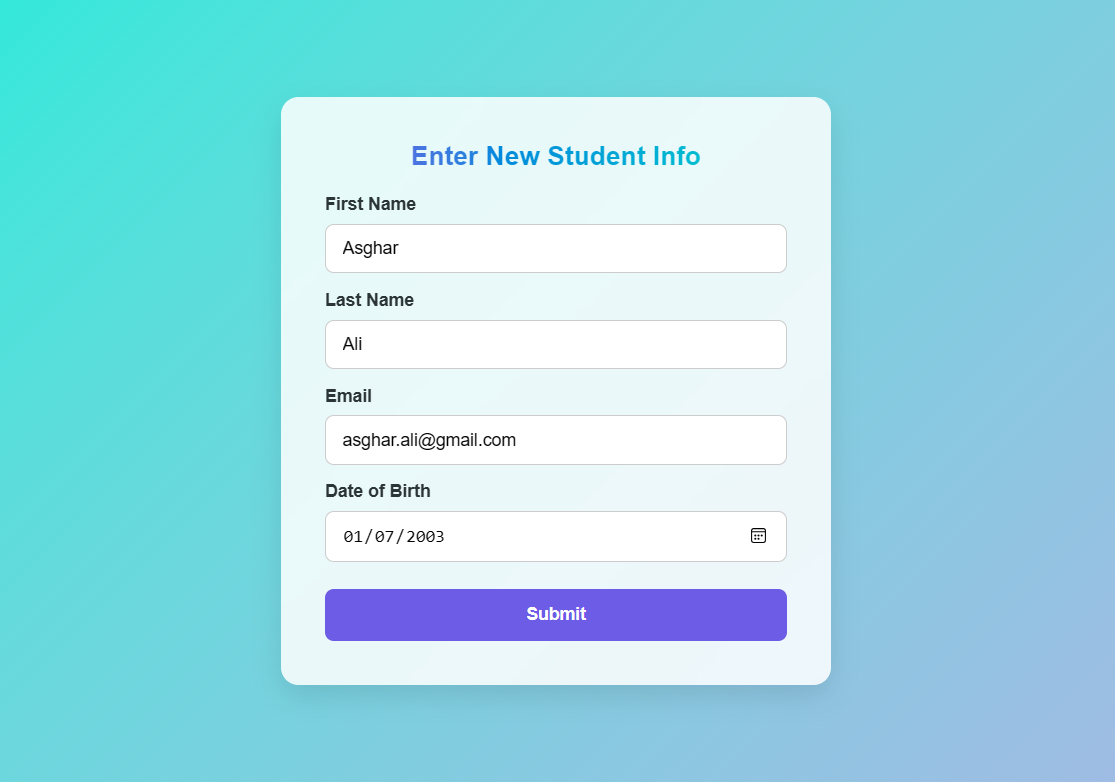 Enter New Student Info
First Name
Asghar
Last Name
Ali
Email
asghar.ali@gmail.com
Date of Birth
01/07/2003
Submit